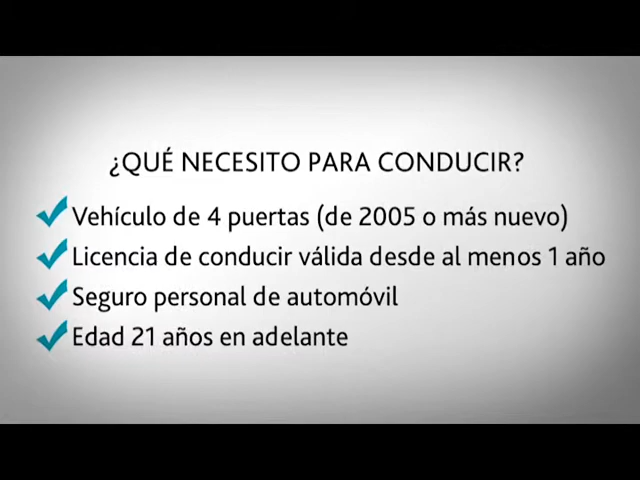 ¿QUÉ NECESITO PARA CONDUCIR?
Vehículo de 4 puertas (de 2005 o más nuevo)
Licencia de conducir válida desde al menos 1 año
Seguro personal de automóvil
Edad 21 años en adelante